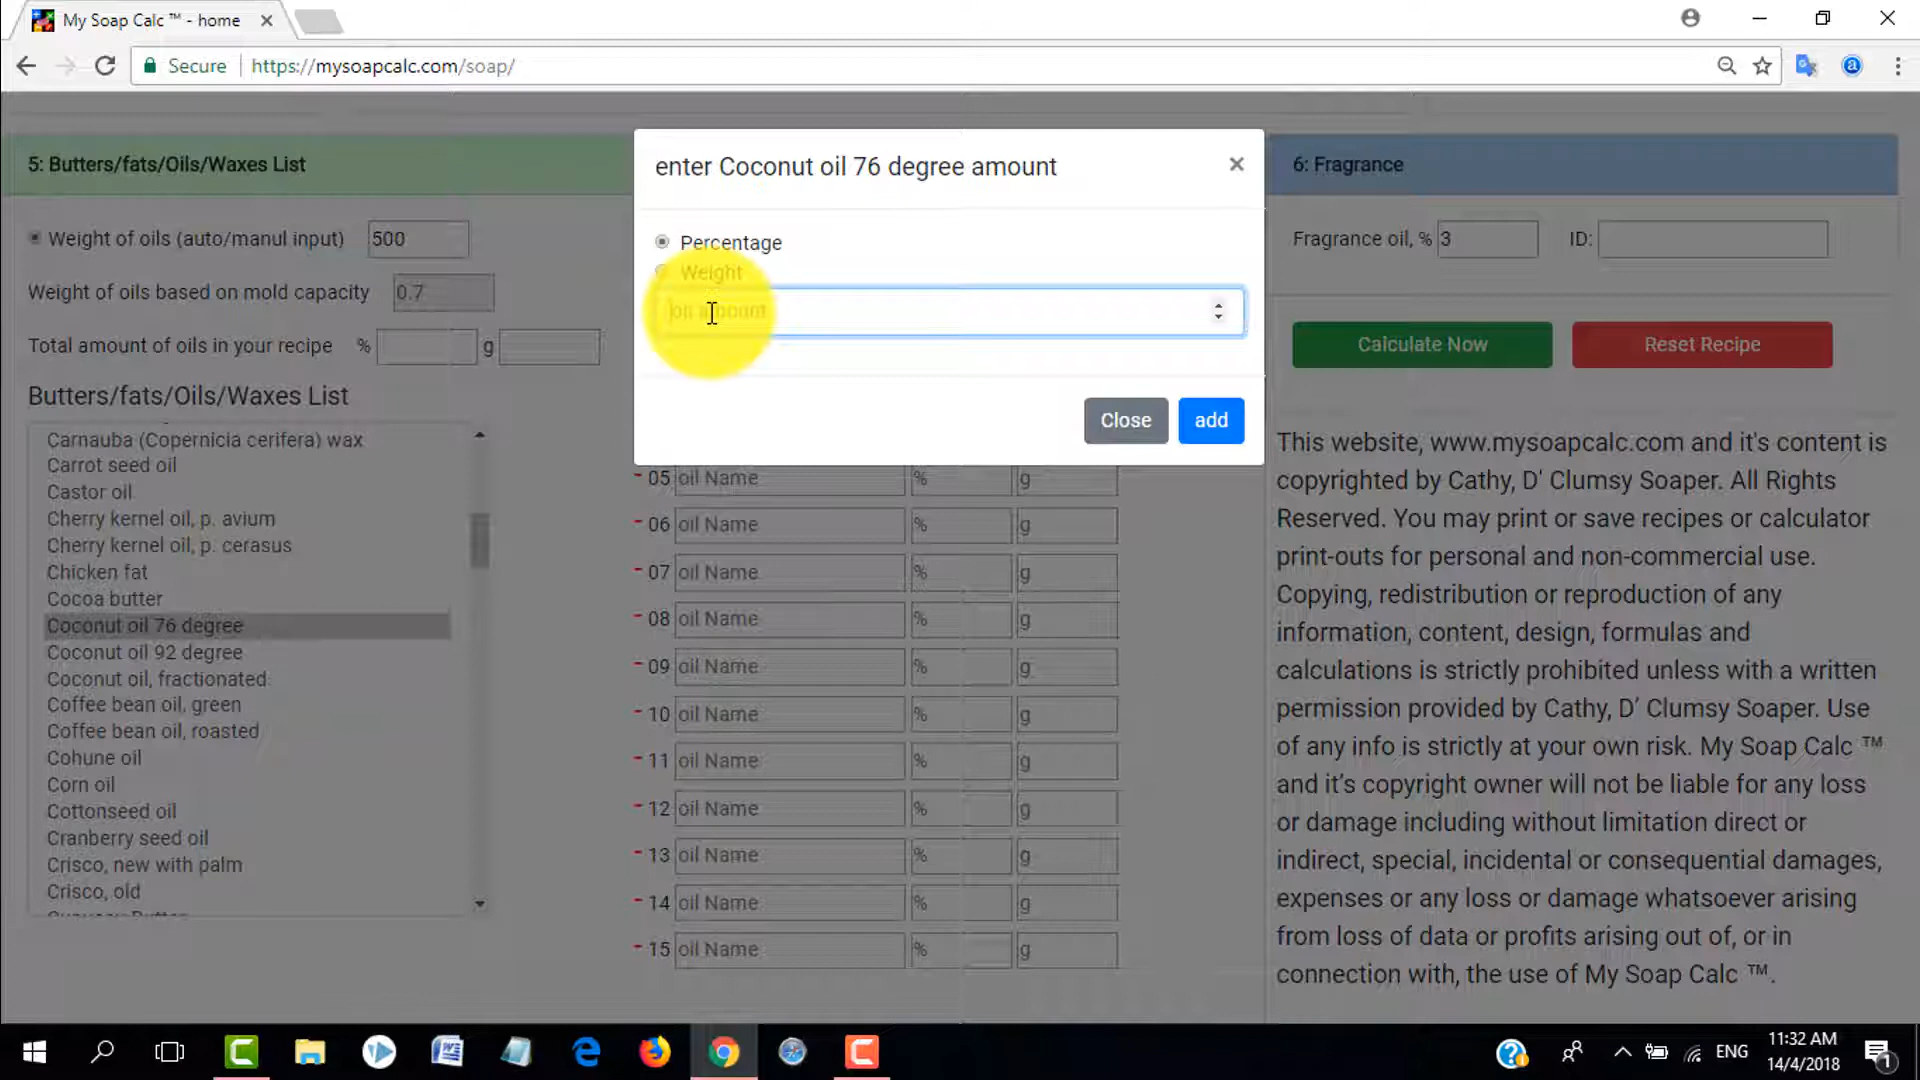 My Soap Calc ™ - home
Secure
https://mysoapcalc.com/soap/
5: Butters/fats/Oils/Waxes List
Weight of oils (auto/manul input) 500
Weight of oils based on mold capacity 0.7
Total amount of oils in your recipe % g
Butters/fats/Oils/Waxes List
Carnauba (Copernicia cerifera) wax
Carrot seed oil
Castor oil
Cherry kernel oil, p. avium
Cherry kernel oil, p. cerasus
Chicken fat
Cocoa butter
Coconut oil 76 degree
Coconut oil 92 degree
Coconut oil, fractionated
Coffee bean oil, green
Coffee bean oil, roasted
Cohune oil
Corn oil
Cottonseed oil
Cranberry seed oil
Crisco, new with palm
Crisco, old
enter Coconut oil 76 degree amount ×
Percentage
Weight
oil amount
Close add
- 05 oil Name % g
- 06 oil Name % g
- 07 oil Name % g
- 08 oil Name % g
- 09 oil Name % g
- 10 oil Name % g
- 11 oil Name % g
- 12 oil Name % g
- 13 oil Name % g
- 14 oil Name % g
- 15 oil Name % g
6: Fragrance
Fragrance oil, % 3 ID:
Calculate Now Reset Recipe
This website, www.mysoapcalc.com and it's content is
copyrighted by Cathy, D' Clumsy Soaper. All Rights
Reserved. You may print or save recipes or calculator
print-outs for personal and non-commercial use.
Copying, redistribution or reproduction of any
information, content, design, formulas and
calculations is strictly prohibited unless with a written
permission provided by Cathy, D’ Clumsy Soaper. Use
of any info is strictly at your own risk. My Soap Calc ™
and it’s copyright owner will not be liable for any loss
or damage including without limitation direct or
indirect, special, incidental or consequential damages,
expenses or any loss or damage whatsoever arising
from loss of data or profits arising out of, or in
connection with, the use of My Soap Calc ™.
ENG
11:32 AM
14/4/2018
1